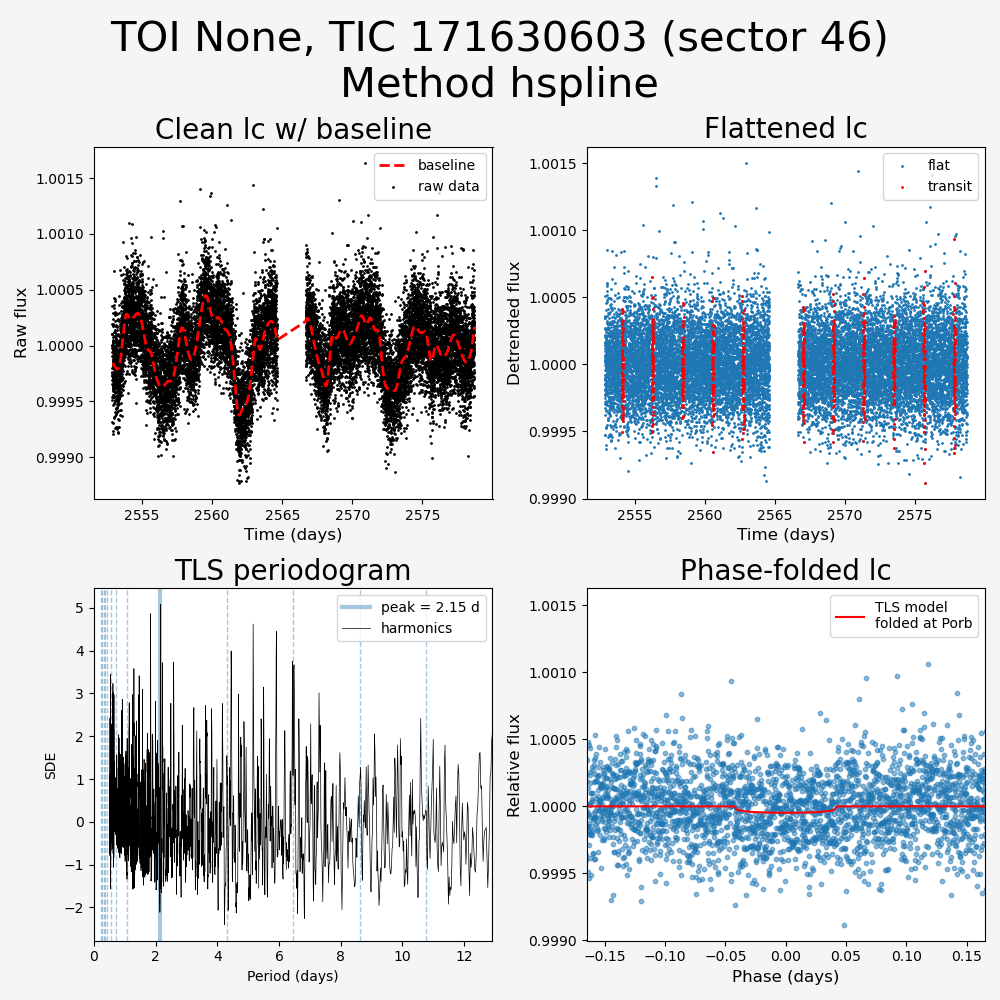 TOI None, TIC 171630603 (sector 46)
Method hspline
Clean lc w/ baseline
Flattened lc
baseline
raw data
flat
transit
Raw flux
1.0015
1.0010
1.0005
1.0000
0.9995
0.9990
2555
2560
2565
2570
2575
Time (days)
Detrended flux
1.0015
1.0010
1.0005
1.0000
0.9995
0.9990
2555
2560
2565
2570
2575
Time (days)
TLS periodogram
Phase-folded lc
peak = 2.15 d
harmonics
TLS model
folded at Porb
SDE
5
4
3
2
1
0
−1
−2
0
2
4
6
8
10
12
Period (days)
Relative flux
1.0015
1.0010
1.0005
1.0000
0.9995
0.9990
−0.15
−0.10
−0.05
0.00
0.05
0.10
0.15
Phase (days)